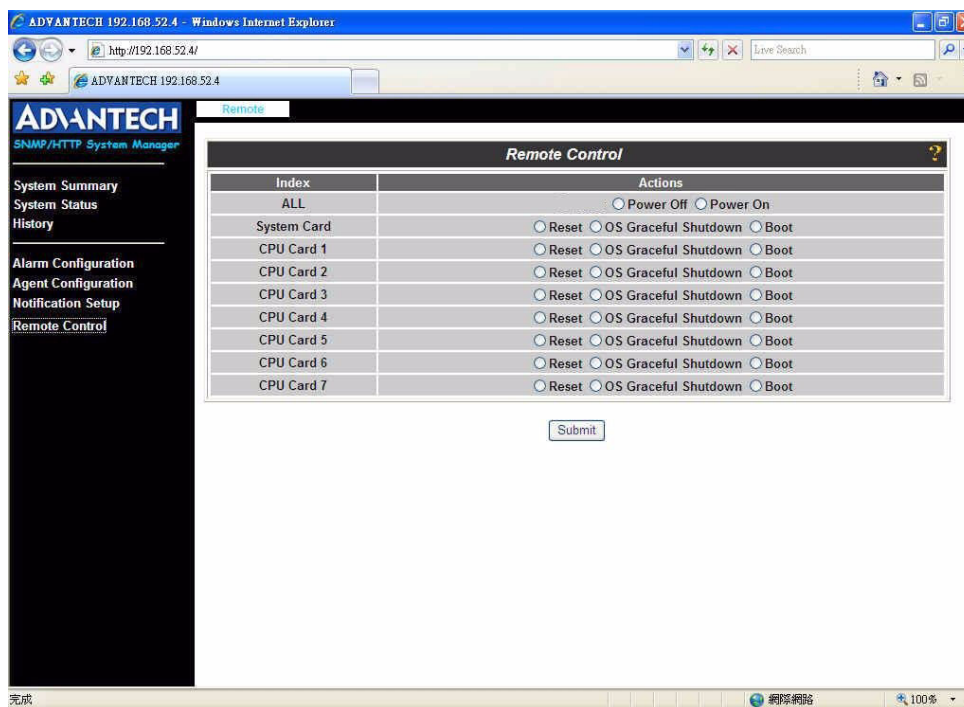 ADVANTECH 192.168.52.4 - Windows Internet Explorer
http://192.168.52.4/
Live Search
ADVANTECH 192.168.52.4
ADVANTECH
SNMP/HTTP System Manager
System Summary
System Status
History
Alarm Configuration
Agent Configuration
Notification Setup
Remote Control
Remote
Remote Control
Index Actions
ALL Power Off Power On
System Card Reset OS Graceful Shutdown Boot
CPU Card 1 Reset OS Graceful Shutdown Boot
CPU Card 2 Reset OS Graceful Shutdown Boot
CPU Card 3 Reset OS Graceful Shutdown Boot
CPU Card 4 Reset OS Graceful Shutdown Boot
CPU Card 5 Reset OS Graceful Shutdown Boot
CPU Card 6 Reset OS Graceful Shutdown Boot
CPU Card 7 Reset OS Graceful Shutdown Boot
Submit
完成 網際網路 100%